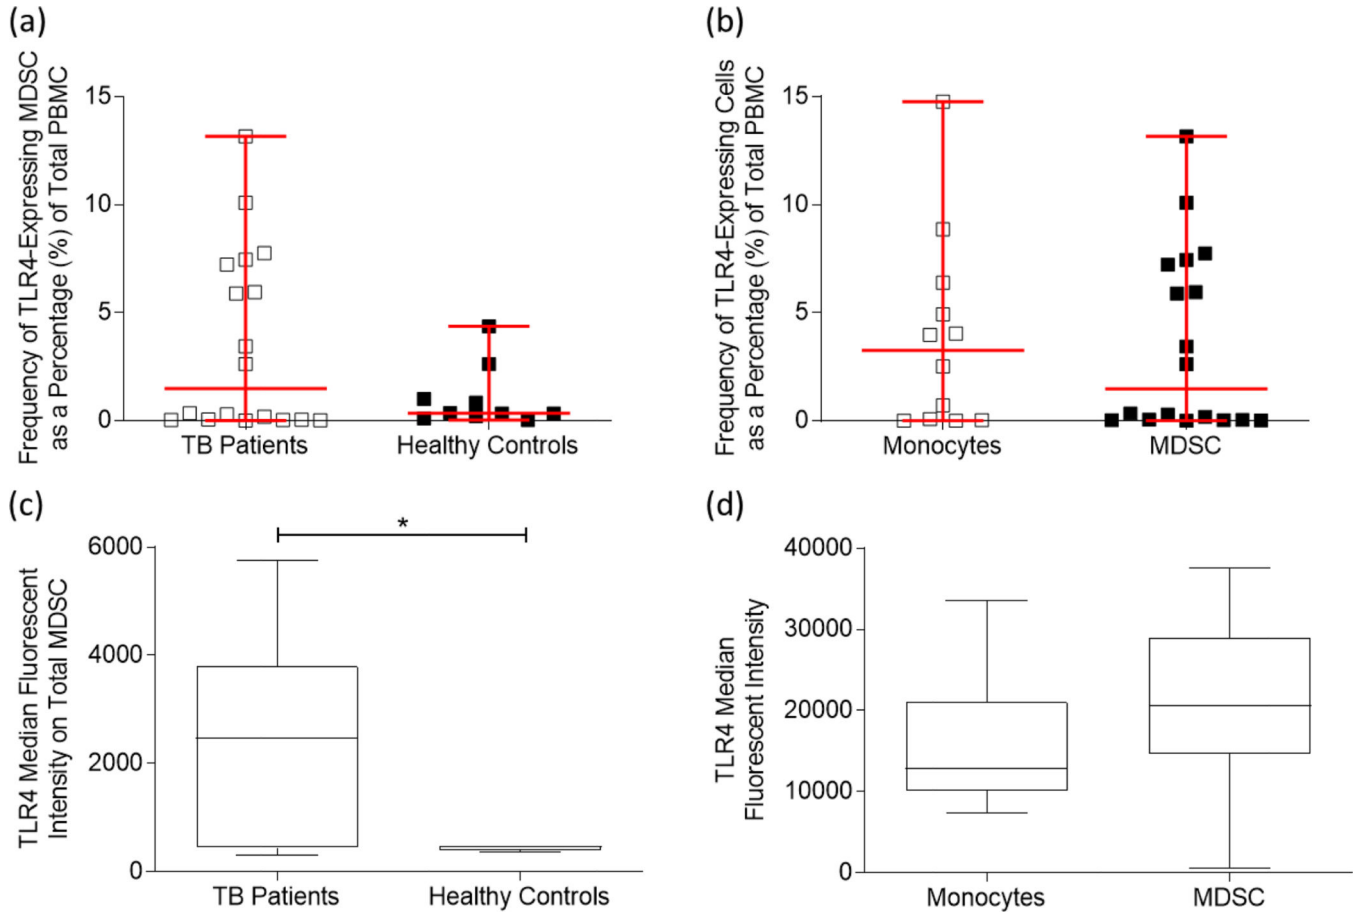 (a)
Frequency of TLR4-Expressing MDSC
as a Percentage (%) of Total PBMC
15
10
5
0
TB Patients
Healthy Controls
(b)
Frequency of TLR4-Expressing Cells
as a Percentage (%) of Total PBMC
15
10
5
0
Monocytes
MDSC
(c)
TLR4 Median Fluorescent
Intensity on Total MDSC
6000
4000
2000
0
*
TB Patients
Healthy Controls
(d)
TLR4 Median
Fluorescent Intensity
40000
30000
20000
10000
0
Monocytes
MDSC